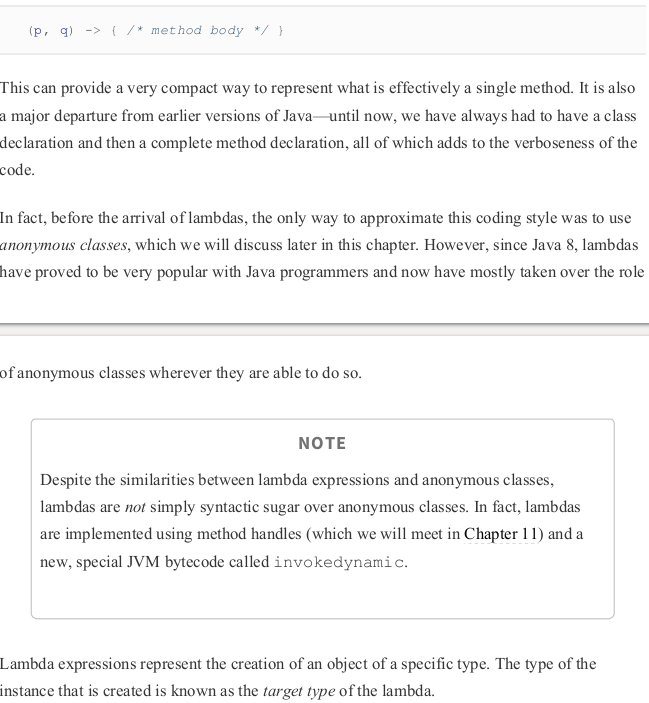 (p, q) -> { /* method body */ }
This can provide a very compact way to represent what is effectively a single method. It is also
a major departure from earlier versions of Java—until now, we have always had to have a class
declaration and then a complete method declaration, all of which adds to the verboseness of the
code.
In fact, before the arrival of lambdas, the only way to approximate this coding style was to use
anonymous classes, which we will discuss later in this chapter. However, since Java 8, lambdas
have proved to be very popular with Java programmers and now have mostly taken over the role
of anonymous classes wherever they are able to do so.
NOTE
Despite the similarities between lambda expressions and anonymous classes,
lambdas are not simply syntactic sugar over anonymous classes. In fact, lambdas
are implemented using method handles (which we will meet in Chapter 11) and a
new, special JVM bytecode called invokedynamic.
Lambda expressions represent the creation of an object of a specific type. The type of the
instance that is created is known as the target type of the lambda.